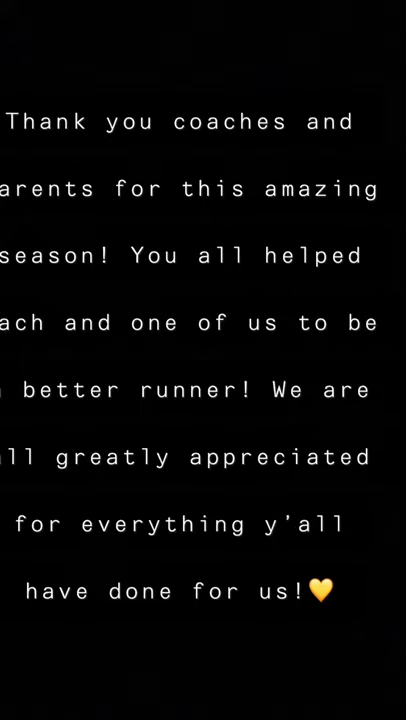 Thank you coaches and
arents for this amazing
season! You all helped
ach and one of us to be
better runner! We are
ll greatly appreciated
for everything y’all
have done for us!💛